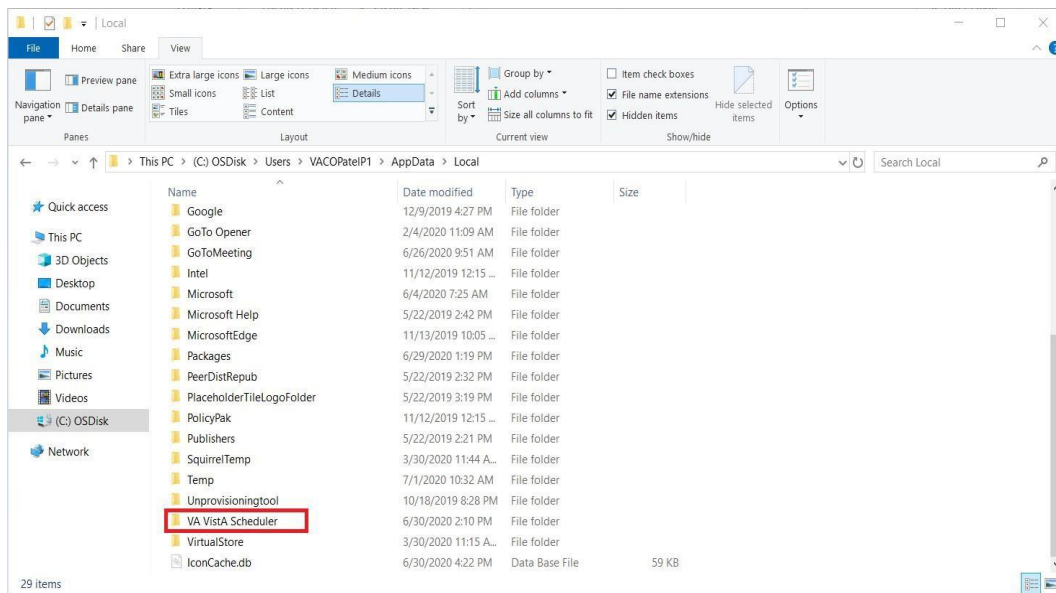 Local
File Home Share View
Preview pane
Details pane
Navigation pane
Panes
Extra large icons Large icons Medium icons
Small icons List Details
Tiles Content
Layout
Sort by
Group by
Add columns
Size all columns to fit
Current view
Item check boxes
File name extensions
Hidden items
Hide selected items
Show/hide
Options
This PC > (C:) OSDisk > Users > VACOPatelP1 > AppData > Local
Search Local
Quick access
This PC
3D Objects
Desktop
Documents
Downloads
Music
Pictures
Videos
(C:) OSDisk
Network
Name Date modified Type Size
Google 12/9/2019 4:27 PM File folder
GoTo Opener 2/4/2020 11:09 AM File folder
GoToMeeting 6/26/2020 9:51 AM File folder
Intel 11/12/2019 12:15 ... File folder
Microsoft 6/4/2020 7:25 AM File folder
Microsoft Help 5/22/2019 2:42 PM File folder
MicrosoftEdge 11/13/2019 10:05 ... File folder
Packages 6/29/2020 1:19 PM File folder
PeerDistRepub 5/22/2019 2:32 PM File folder
PlaceholderTileLogoFolder 5/22/2019 3:19 PM File folder
PolicyPak 11/12/2019 12:15 ... File folder
Publishers 5/22/2019 2:21 PM File folder
SquirrelTemp 3/30/2020 11:44 A... File folder
Temp 7/1/2020 10:32 AM File folder
Unprovisioningtool 10/18/2019 8:28 PM File folder
VA VistA Scheduler 6/30/2020 2:10 PM File folder
VirtualStore 3/30/2020 11:15 A... File folder
IconCache.db 6/30/2020 4:22 PM Data Base File 59 KB
29 items